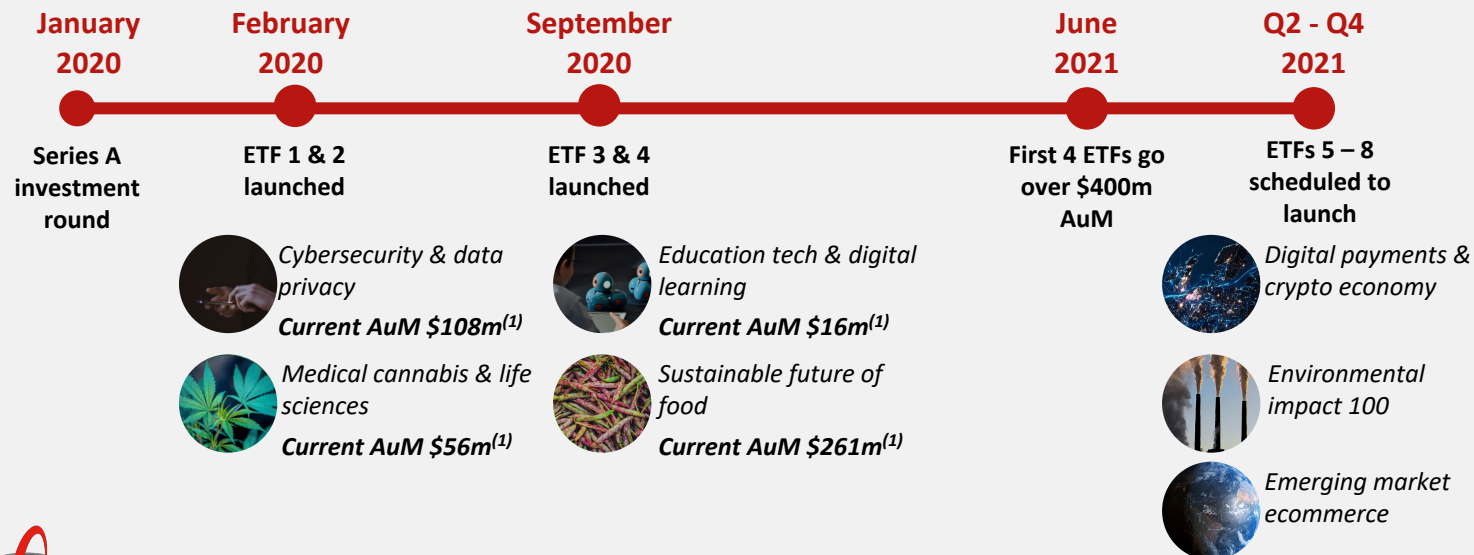 January
2020
February
2020
September
2020
June
2021
Q2 - Q4
2021
Series A
investment
round
ETF 1 & 2
launched
Cybersecurity & data
privacy
Current AuM $108m(1)
Medical cannabis & life
sciences
Current AuM $56m(1)
ETF 3 & 4
launched
Education tech & digital
learning
Current AuM $16m(1)
Sustainable future of
food
Current AuM $261m(1)
First 4 ETFs go
over $400m
AuM
ETFs 5 – 8
scheduled to
launch
Digital payments &
crypto economy
Environmental
impact 100
Emerging market
ecommerce